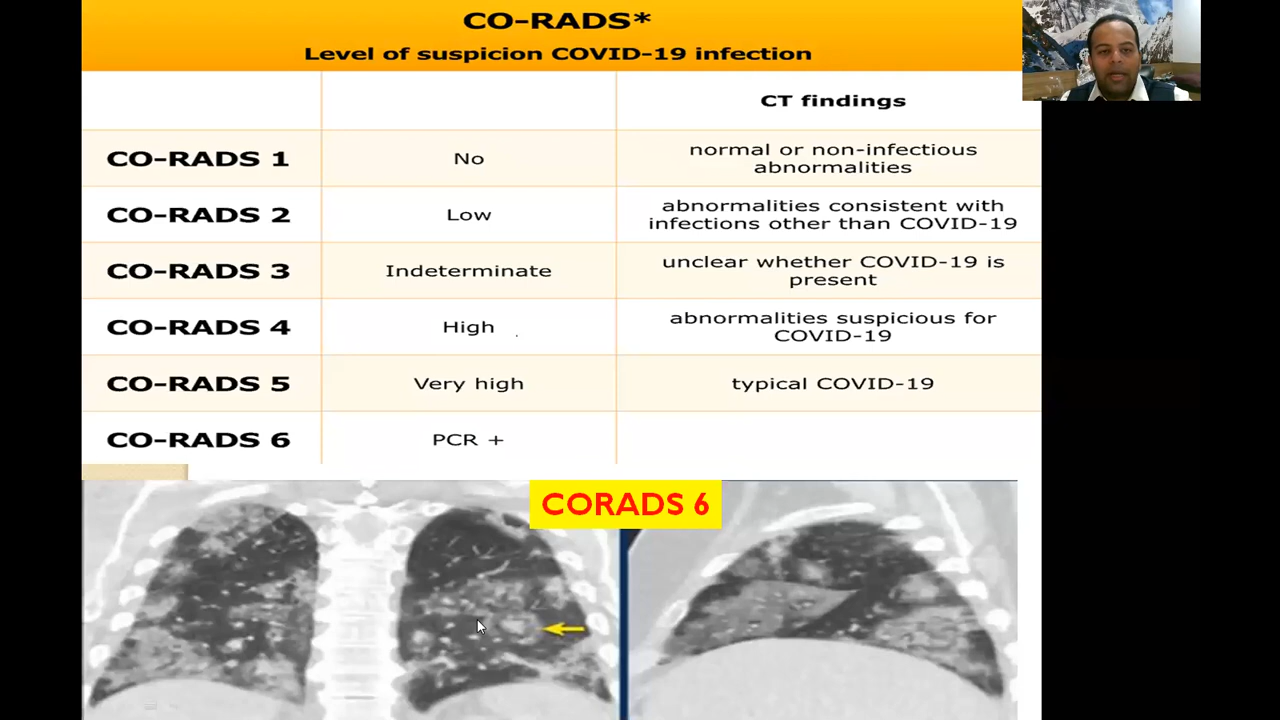 CO-RADS*
Level of suspicion COVID-19 infection
CT findings
CO-RADS 1 No normal or non-infectious
abnormalities
CO-RADS 2 Low abnormalities consistent with
infections other than COVID-19
CO-RADS 3 Indeterminate unclear whether COVID-19 is
present
CO-RADS 4 High abnormalities suspicious for
COVID-19
CO-RADS 5 Very high typical COVID-19
CO-RADS 6 PCR +
CORADS 6